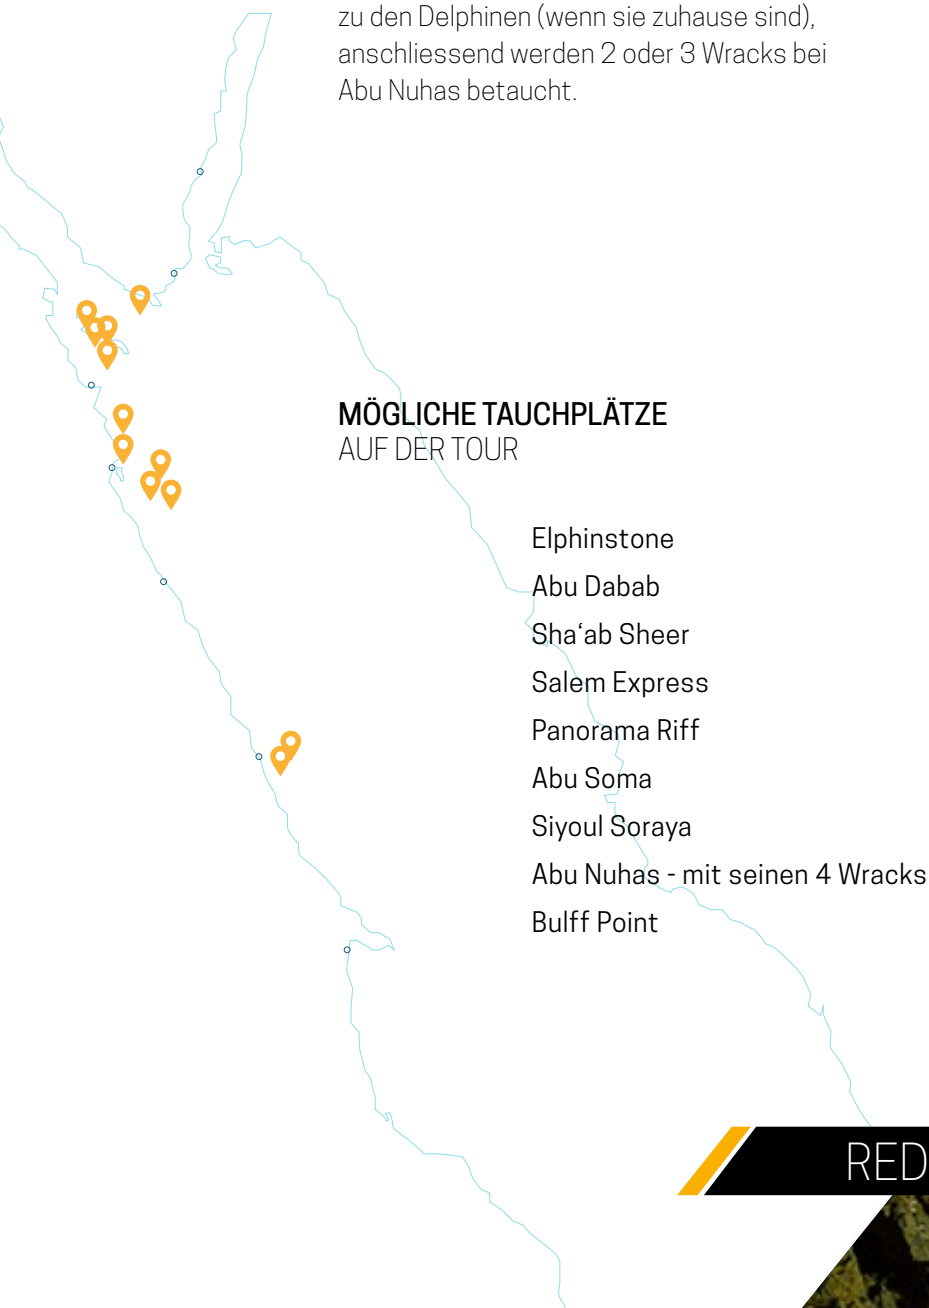 zu den Delphinen (wenn sie zuhause sind),
anschliessend werden 2 oder 3 Wracks bei
Abu Nuhas betaucht.
MÖGLICHE TAUCHPLÄTZE
AUF DER TOUR
Elphinstone
Abu Dabab
Sha‘ab Sheer
Salem Express
Panorama Riff
Abu Soma
Siyoul Soraya
Abu Nuhas - mit seinen 4 Wracks
Bulff Point
RED